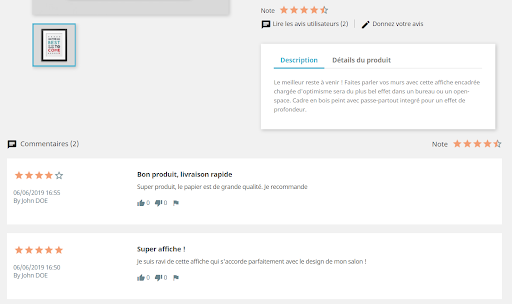 Note
Lire les avis utilisateurs (2)
Donnez votre avis
Description
Détails du produit
Le meilleur reste à venir ! Faites parler vos murs avec cette affiche encadrée
chargée d'optimisme sera du plus bel effet dans un bureau ou un open-
space. Cadre en bois peint avec passe-partout integré pour un effet de
profondeur.
BEST
COME
Commentaires (2)
Note
Bon produit, livraison rapide
Super produit, le papier est de grande qualité. Je recommande
06/06/2019 16:55
By John DOE
0 0
Super affiche !
Je suis ravi de cette affiche qui s'accorde parfaitement avec le design de mon salon !
06/06/2019 16:50
By John DOE
0 0